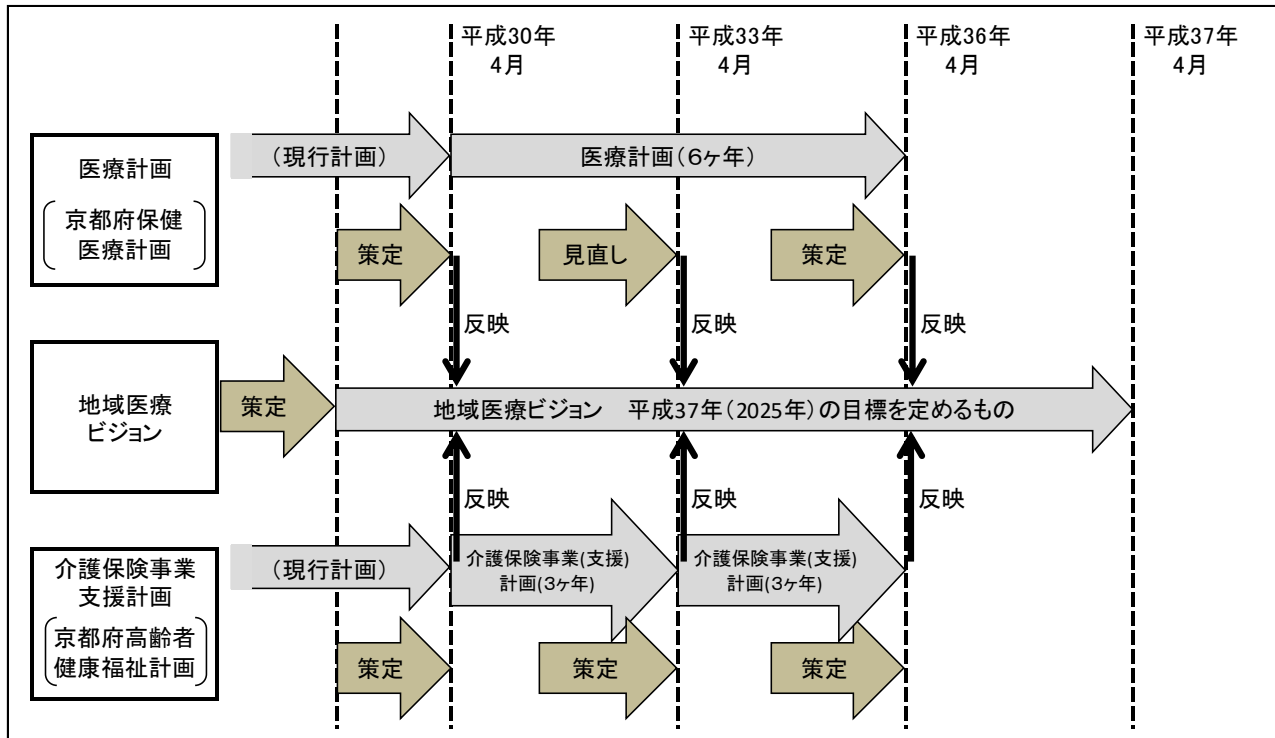 平成30年
4月
平成33年
4月
平成36年
4月
平成37年
4月
医療計画
京都府保健
医療計画
(現行計画)
医療計画(6ヶ年)
策定
見直し
策定
反映
反映
反映
地域医療
ビジョン
策定
地域医療ビジョン 平成37年(2025年)の目標を定めるもの
反映
反映
反映
介護保険事業
支援計画
京都府高齢者
健康福祉計画
(現行計画)
介護保険事業(支援)
計画(3ヶ年)
介護保険事業(支援)
計画(3ヶ年)
策定
策定
策定